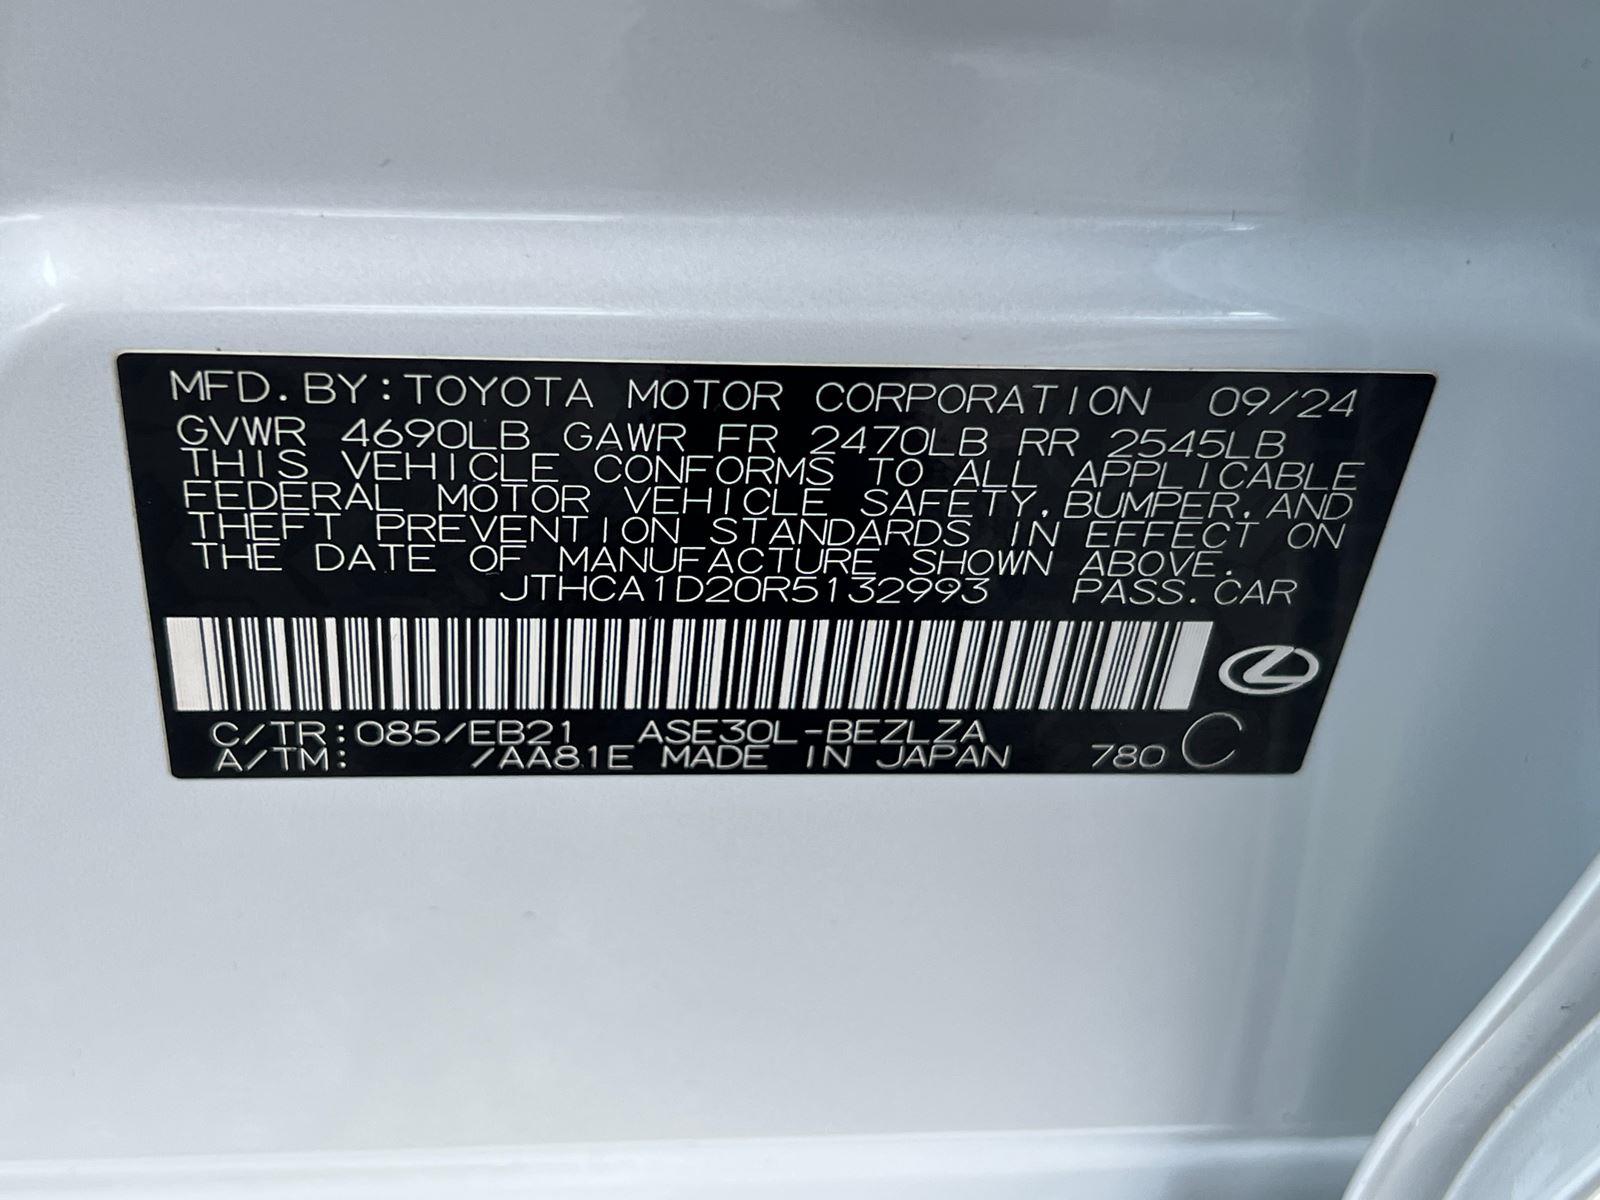 MFD. BY: TOYOTA MOTOR CORPORATION 09/24
GVWR 4690LB GAWR FR 2470LB RR 2545LB
THIS VEHICLE CONFORMS TO ALL APPLICABLE
FEDERAL MOTOR VEHICLE SAFETY, BUMPER, AND
THEFT PREVENTION STANDARDS IN EFFECT ON
THE DATE OF MANUFACTURE SHOWN ABOVE.
JTHCA1D20R5132993 PASS. CAR
C/TR: 085/EB21 ASE30L-BEZLZA
A/TM: /AA81E MADE IN JAPAN 780 C